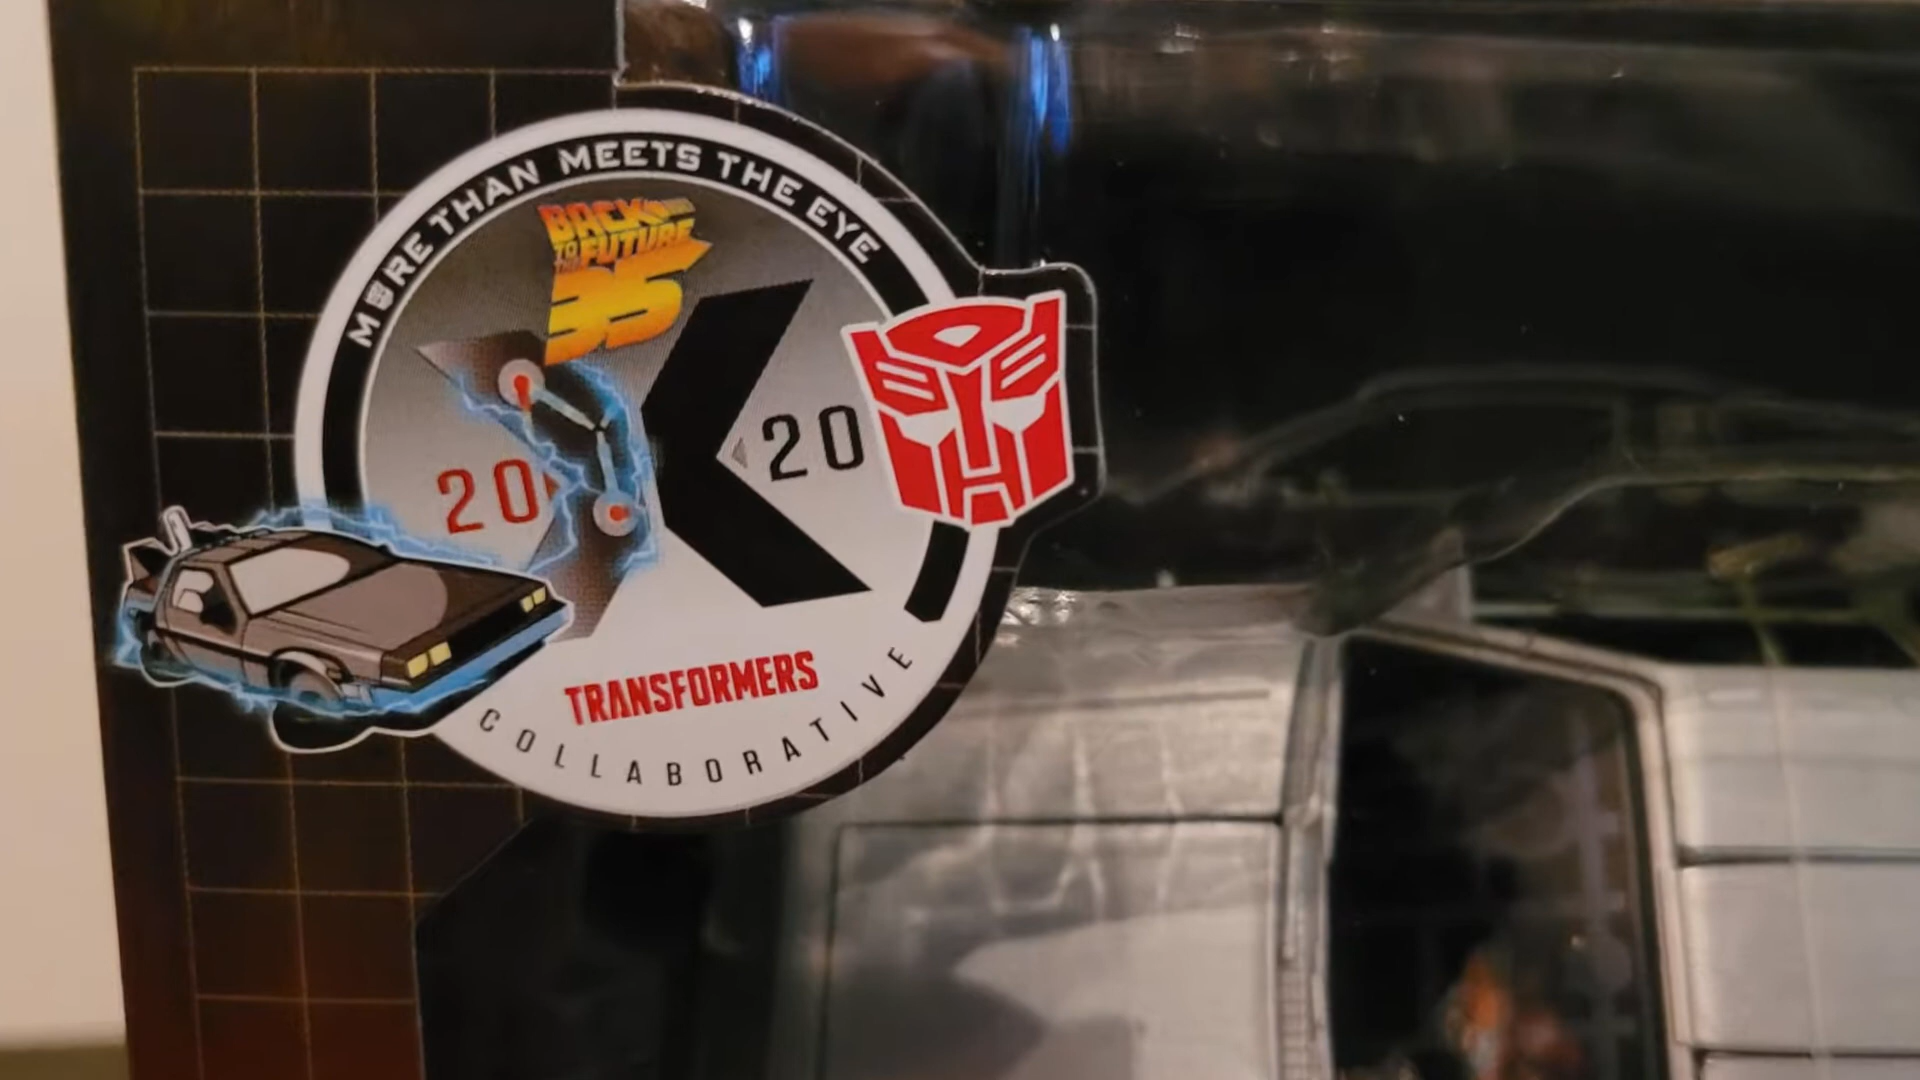 MORE THAN MEETS THE EYE
BACK
TO THE FUTURE
35
20 X 20
TRANSFORMERS
COLLABORATIVE